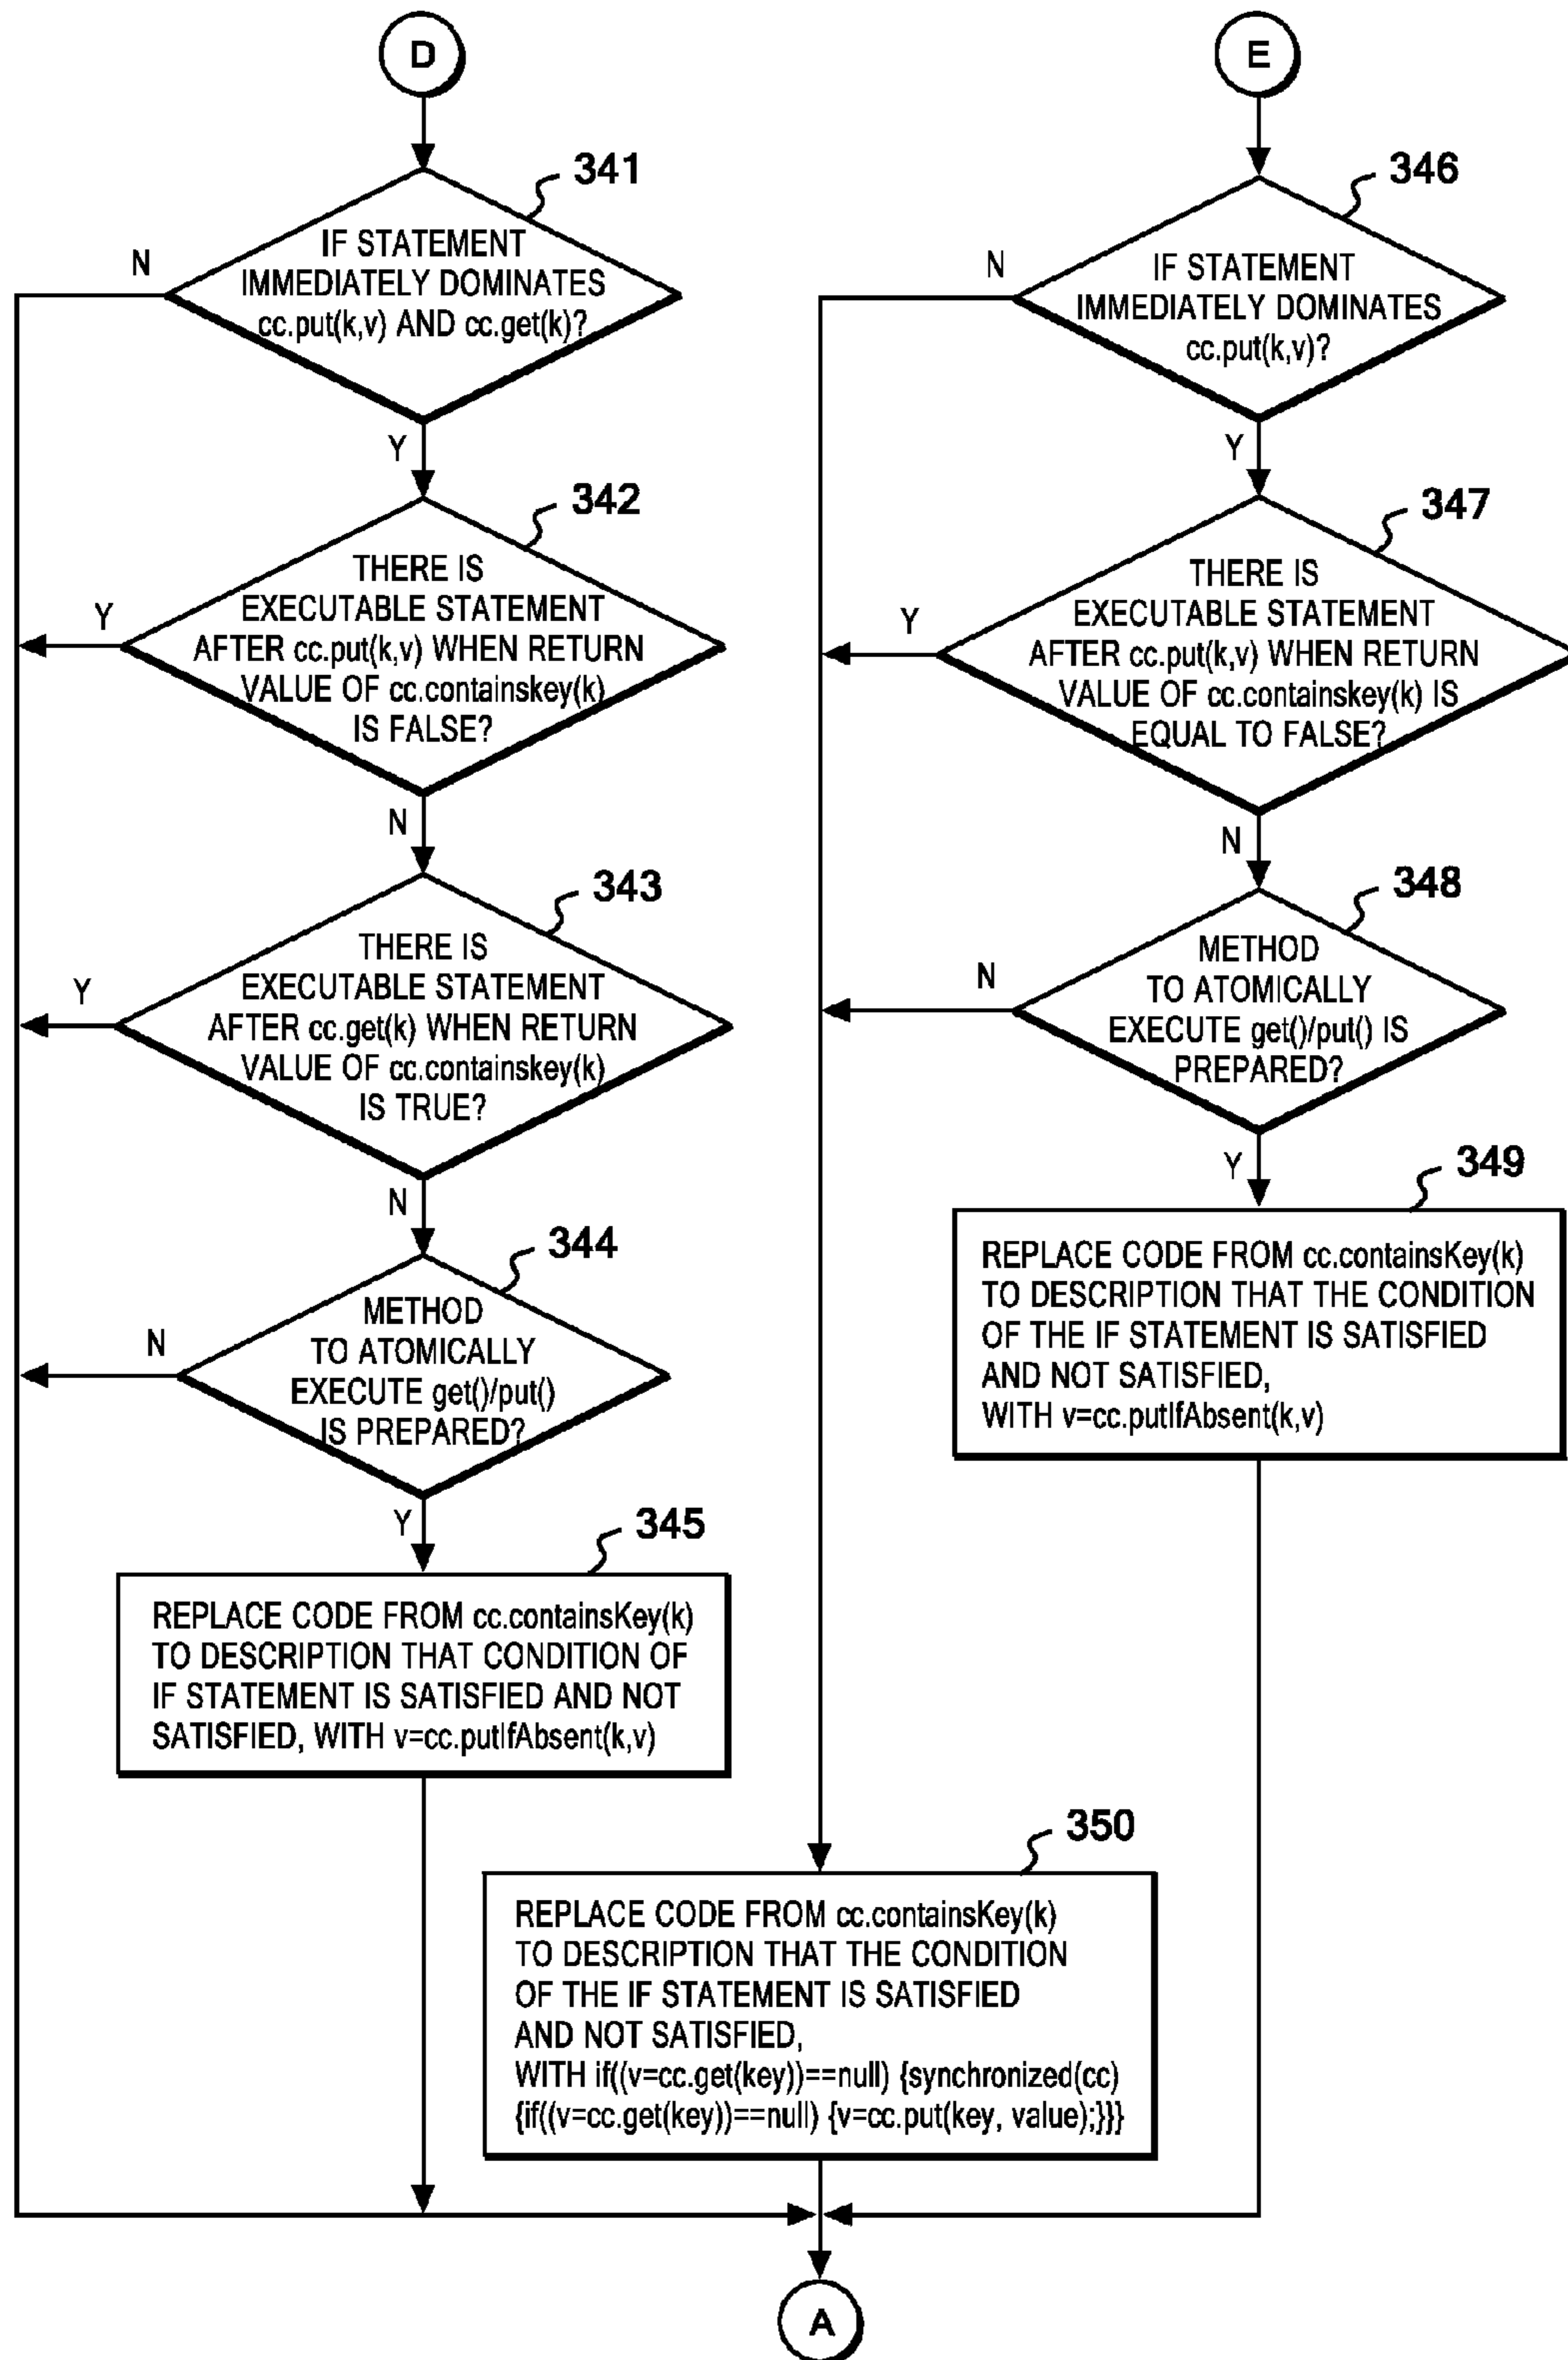 D
341
IF STATEMENT
IMMEDIATELY DOMINATES
cc.put(k,v) AND cc.get(k)?
N
Y
342
THERE IS
EXECUTABLE STATEMENT
AFTER cc.put(k,v) WHEN RETURN
VALUE OF cc.containskey(k)
IS FALSE?
Y
N
343
THERE IS
EXECUTABLE STATEMENT
AFTER cc.get(k) WHEN RETURN
VALUE OF cc.containskey(k)
IS TRUE?
Y
N
344
METHOD
TO ATOMICALLY
EXECUTE get()/put()
IS PREPARED?
N
Y
345
REPLACE CODE FROM cc.containsKey(k)
TO DESCRIPTION THAT CONDITION OF
IF STATEMENT IS SATISFIED AND NOT
SATISFIED, WITH v=cc.putIfAbsent(k,v)
E
346
IF STATEMENT
IMMEDIATELY DOMINATES
cc.put(k,v)?
N
Y
347
THERE IS
EXECUTABLE STATEMENT
AFTER cc.put(k,v) WHEN RETURN
VALUE OF cc.containskey(k) IS
EQUAL TO FALSE?
Y
N
348
METHOD
TO ATOMICALLY
EXECUTE get()/put() IS
PREPARED?
N
Y
349
REPLACE CODE FROM cc.containsKey(k)
TO DESCRIPTION THAT THE CONDITION
OF THE IF STATEMENT IS SATISFIED
AND NOT SATISFIED,
WITH v=cc.putIfAbsent(k,v)
350
REPLACE CODE FROM cc.containsKey(k)
TO DESCRIPTION THAT THE CONDITION
OF THE IF STATEMENT IS SATISFIED
AND NOT SATISFIED,
WITH if((v=cc.get(key))==null) {synchronized(cc)
{if((v=cc.get(key))==null) {v=cc.put(key, value);}}}
A